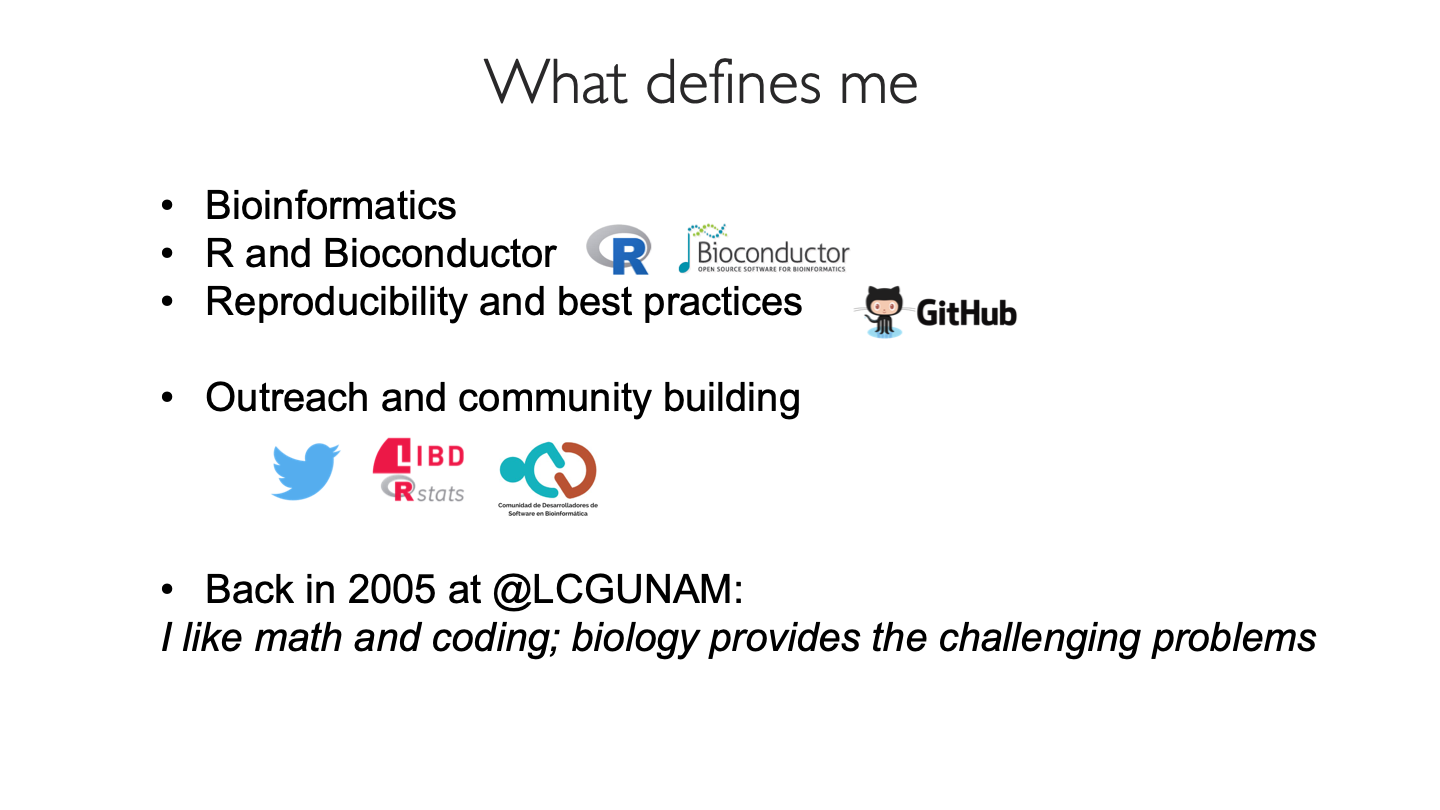 What defines me
• Bioinformatics
• R and Bioconductor
R
Bioconductor
OPEN SOURCE SOFTWARE FOR BIOINFORMATICS
• Reproducibility and best practices
GitHub
• Outreach and community building
LIBD
Rstats
Comunidad de Desarrolladores de
Software en Bioinformática
• Back in 2005 at @LCGUNAM:
I like math and coding; biology provides the challenging problems